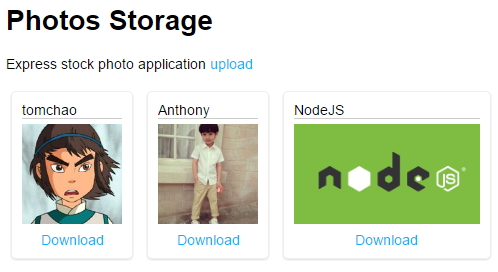 Photos Storage
Express stock photo application upload
tomchao
Anthony
NodeJS
node
JS
Download
Download
Download